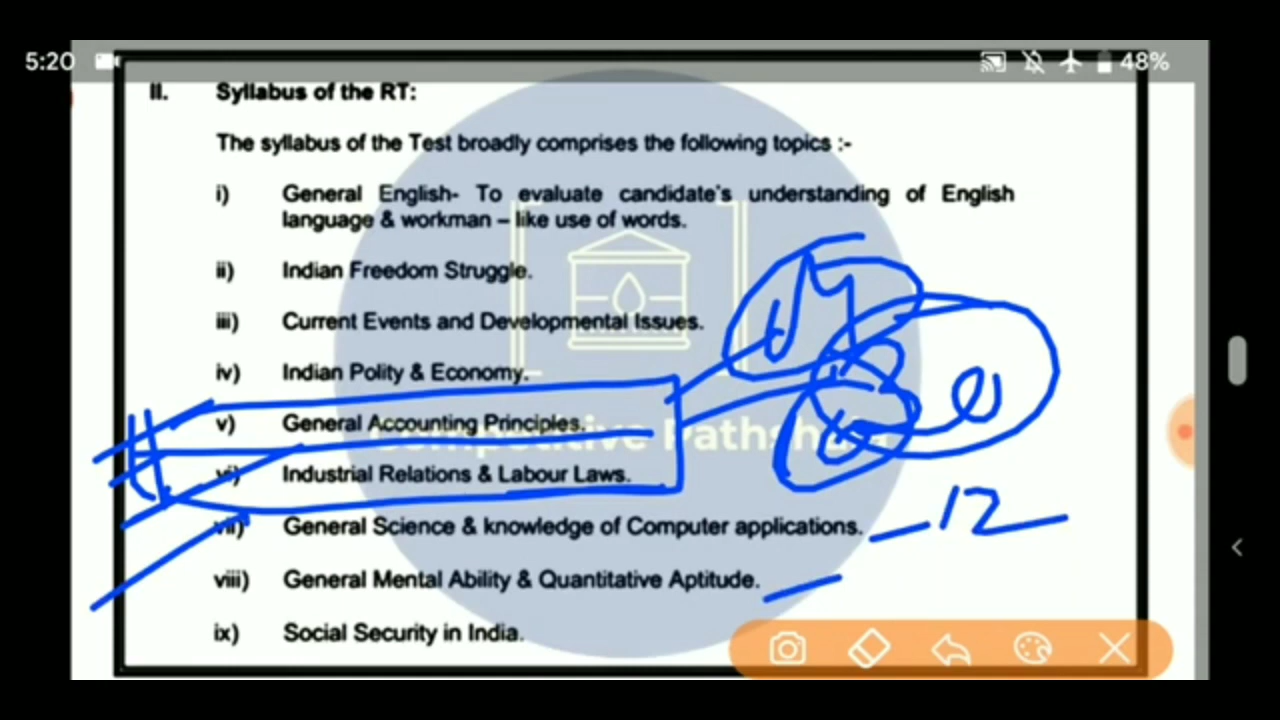 5:20 48%
II. Syllabus of the RT:
The syllabus of the Test broadly comprises the following topics :-
i) General English- To evaluate candidate's understanding of English
language & workman – like use of words.
ii) Indian Freedom Struggle.
iii) Current Events and Developmental Issues.
iv) Indian Polity & Economy.
v) General Accounting Principles.
Competitive Pathshala
vi) Industrial Relations & Labour Laws.
vii) General Science & knowledge of Computer applications. 12
viii) General Mental Ability & Quantitative Aptitude.
ix) Social Security in India.